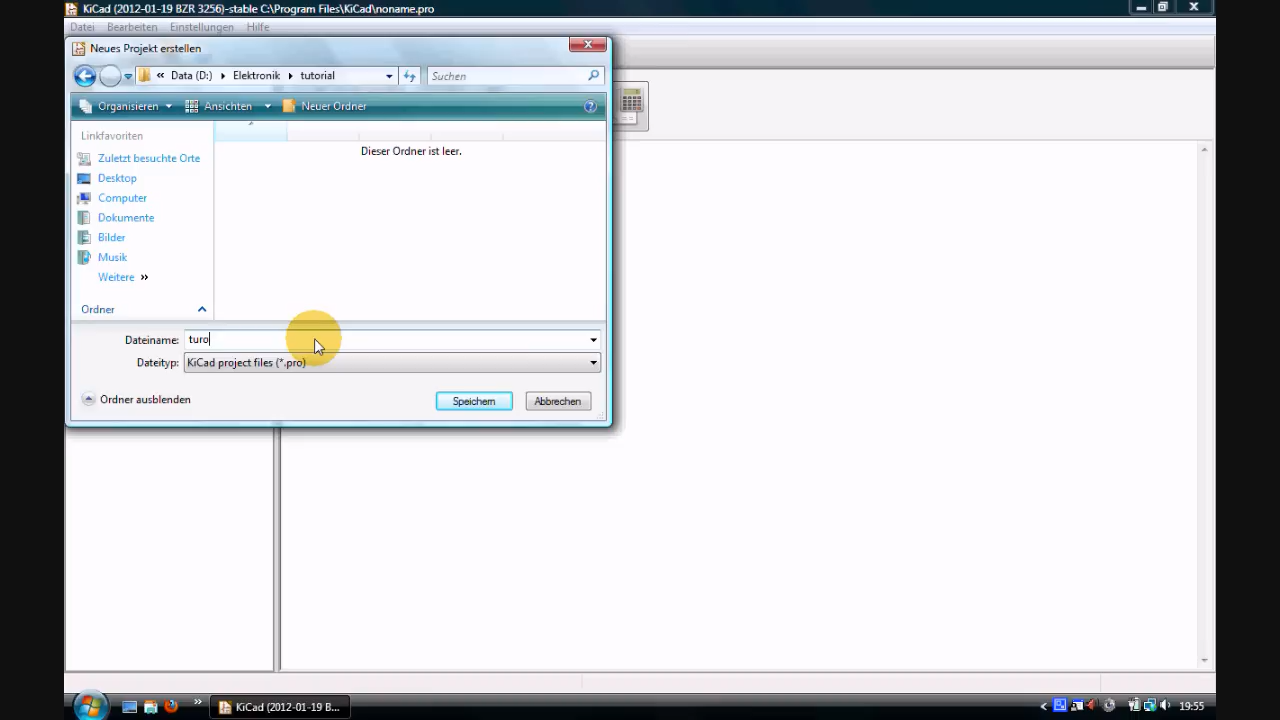 KiCad (2012-01-19 BZR 3256)-stable C:\Program Files\KiCad\noname.pro
Datei Bearbeiten Einstellungen Hilfe
Neues Projekt erstellen
« Data (D:) Elektronik tutorial Suchen
Organisieren Ansichten Neuer Ordner
Linkfavoriten
Dieser Ordner ist leer.
Zuletzt besuchte Orte
Desktop
Computer
Dokumente
Bilder
Musik
Weitere »
Ordner
Dateiname: turo
Dateityp: KiCad project files (*.pro)
Ordner ausblenden Speichern Abbrechen
» KiCad (2012-01-19 B... 19:55